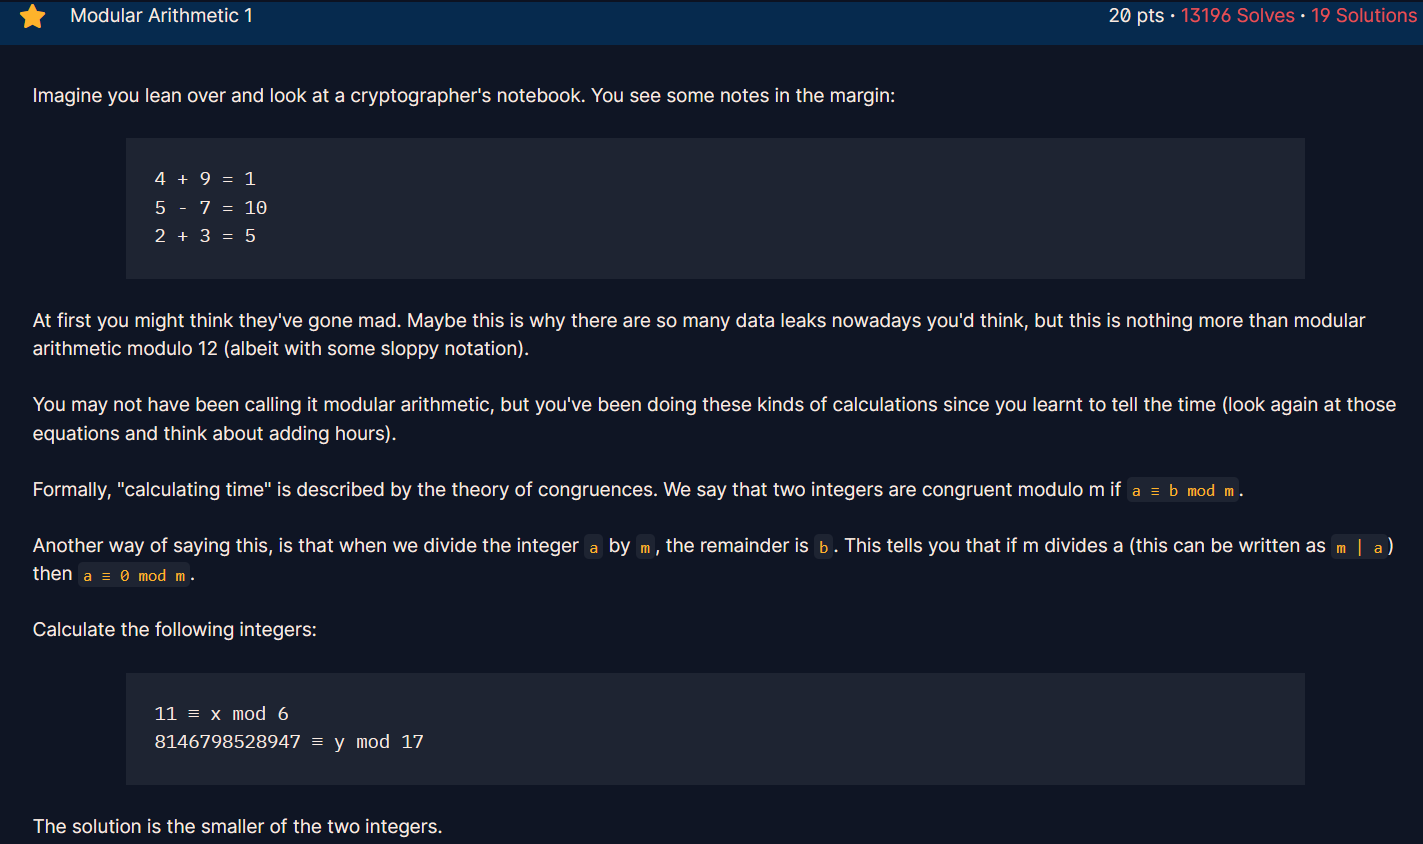 Modular Arithmetic 1
20 pts · 13196 Solves · 19 Solutions
Imagine you lean over and look at a cryptographer's notebook. You see some notes in the margin:
4 + 9 = 1
5 - 7 = 10
2 + 3 = 5
At first you might think they've gone mad. Maybe this is why there are so many data leaks nowadays you'd think, but this is nothing more than modular
arithmetic modulo 12 (albeit with some sloppy notation).
You may not have been calling it modular arithmetic, but you've been doing these kinds of calculations since you learnt to tell the time (look again at those
equations and think about adding hours).
Formally, "calculating time" is described by the theory of congruences. We say that two integers are congruent modulo m if a ≡ b mod m.
Another way of saying this, is that when we divide the integer a by m, the remainder is b. This tells you that if m divides a (this can be written as m | a)
then a ≡ 0 mod m.
Calculate the following integers:
11 ≡ x mod 6
8146798528947 ≡ y mod 17
The solution is the smaller of the two integers.